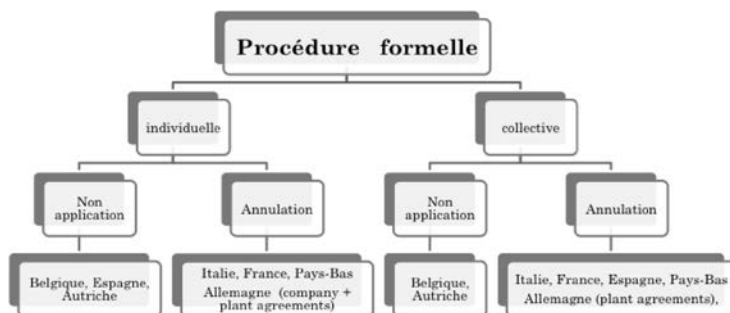 Procédure formelle
individuelle
collective
Non
application
Annulation
Non
application
Annulation
Belgique, Espagne,
Autriche
Italie, France, Pays-Bas
Allemagne (company +
plant agreements)
Belgique,
Autriche
Italie, France, Espagne, Pays-Bas
Allemagne (plant agreements),